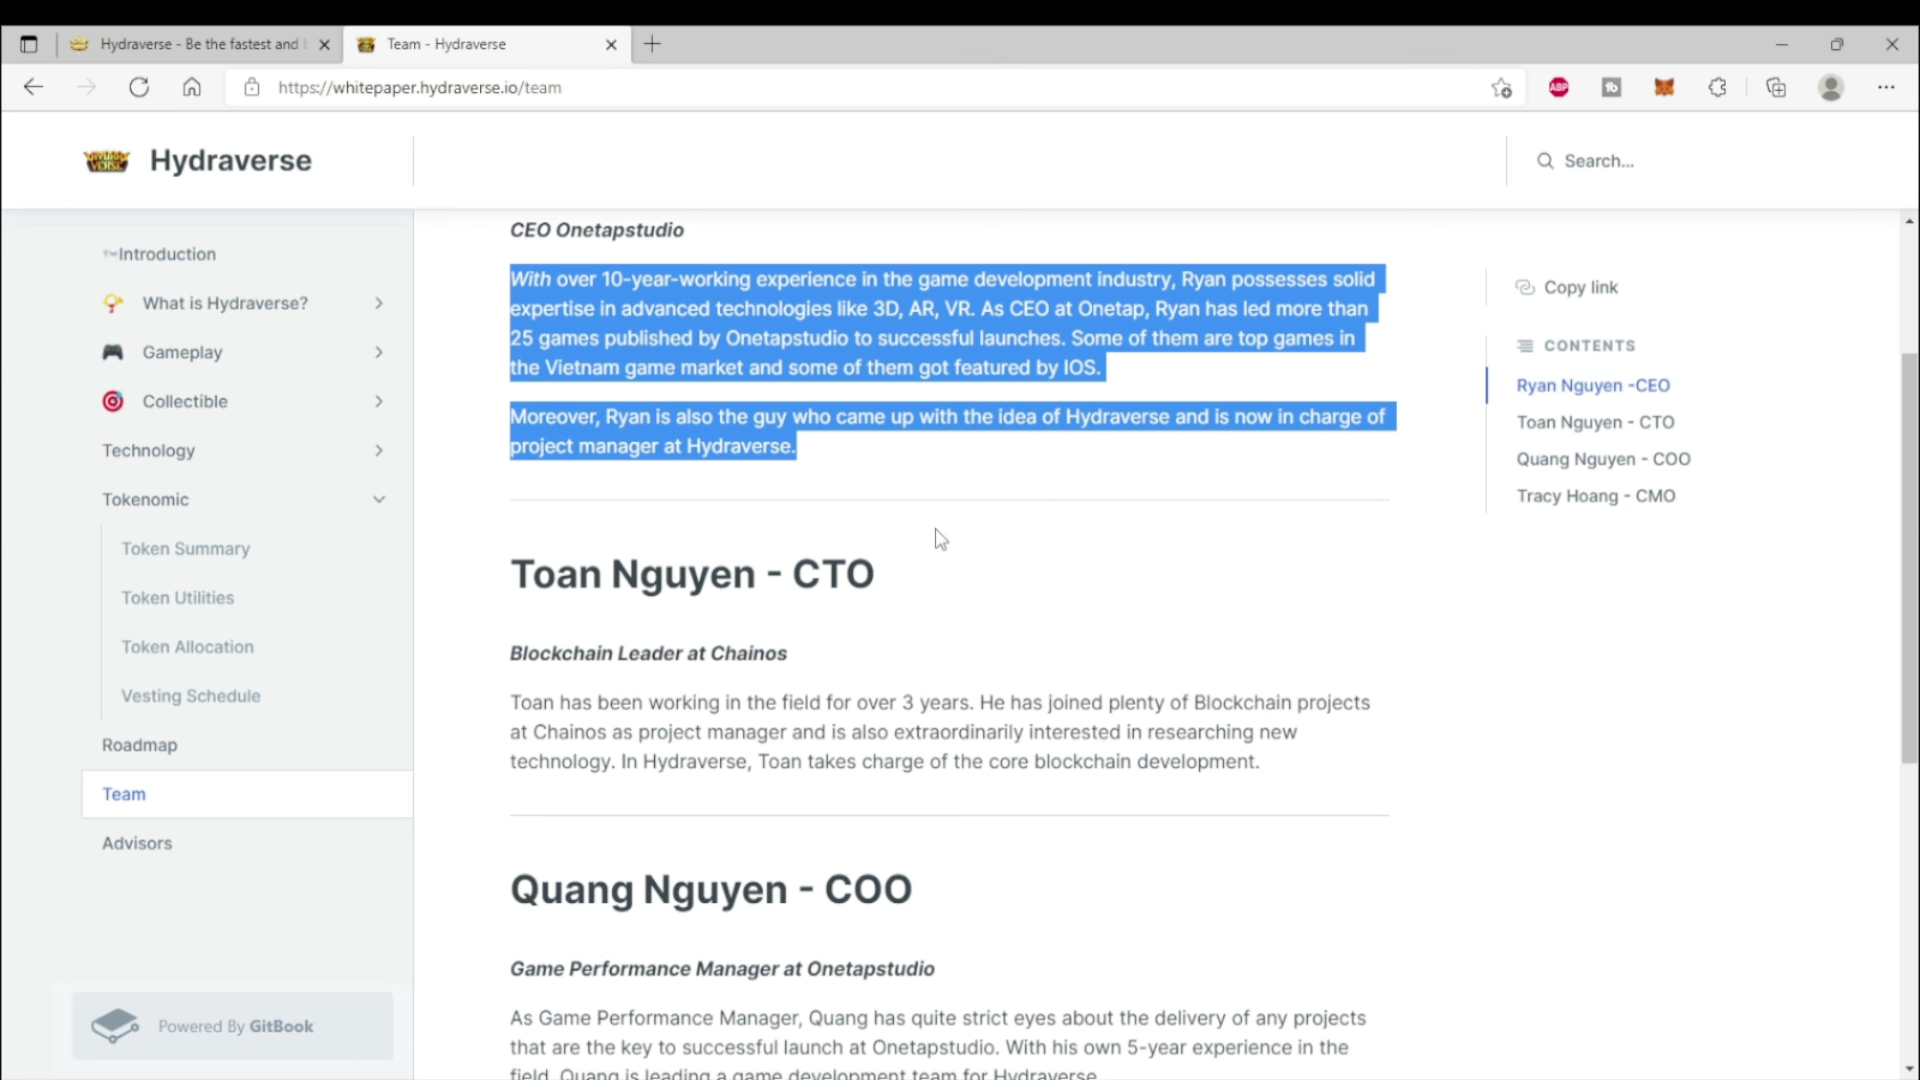 Hydraverse - Be the fastest and
Team - Hydraverse
https://whitepaper.hydraverse.io/team
ABP
Hydraverse
Search...
Introduction
What is Hydraverse?
Gameplay
Collectible
Technology
Tokenomic
Token Summary
Token Utilities
Token Allocation
Vesting Schedule
Roadmap
Team
Advisors
Powered By GitBook
CEO Onetapstudio
With over 10-year-working experience in the game development industry, Ryan possesses solid
expertise in advanced technologies like 3D, AR, VR. As CEO at Onetap, Ryan has led more than
25 games published by Onetapstudio to successful launches. Some of them are top games in
the Vietnam game market and some of them got featured by IOS.
Moreover, Ryan is also the guy who came up with the idea of Hydraverse and is now in charge of
project manager at Hydraverse.
Toan Nguyen - CTO
Blockchain Leader at Chainos
Toan has been working in the field for over 3 years. He has joined plenty of Blockchain projects
at Chainos as project manager and is also extraordinarily interested in researching new
technology. In Hydraverse, Toan takes charge of the core blockchain development.
Quang Nguyen - COO
Game Performance Manager at Onetapstudio
As Game Performance Manager, Quang has quite strict eyes about the delivery of any projects
that are the key to successful launch at Onetapstudio. With his own 5-year experience in the
field, Quang is leading a game development team for Hydraverse
Copy link
CONTENTS
Ryan Nguyen -CEO
Toan Nguyen - CTO
Quang Nguyen - COO
Tracy Hoang - CMO